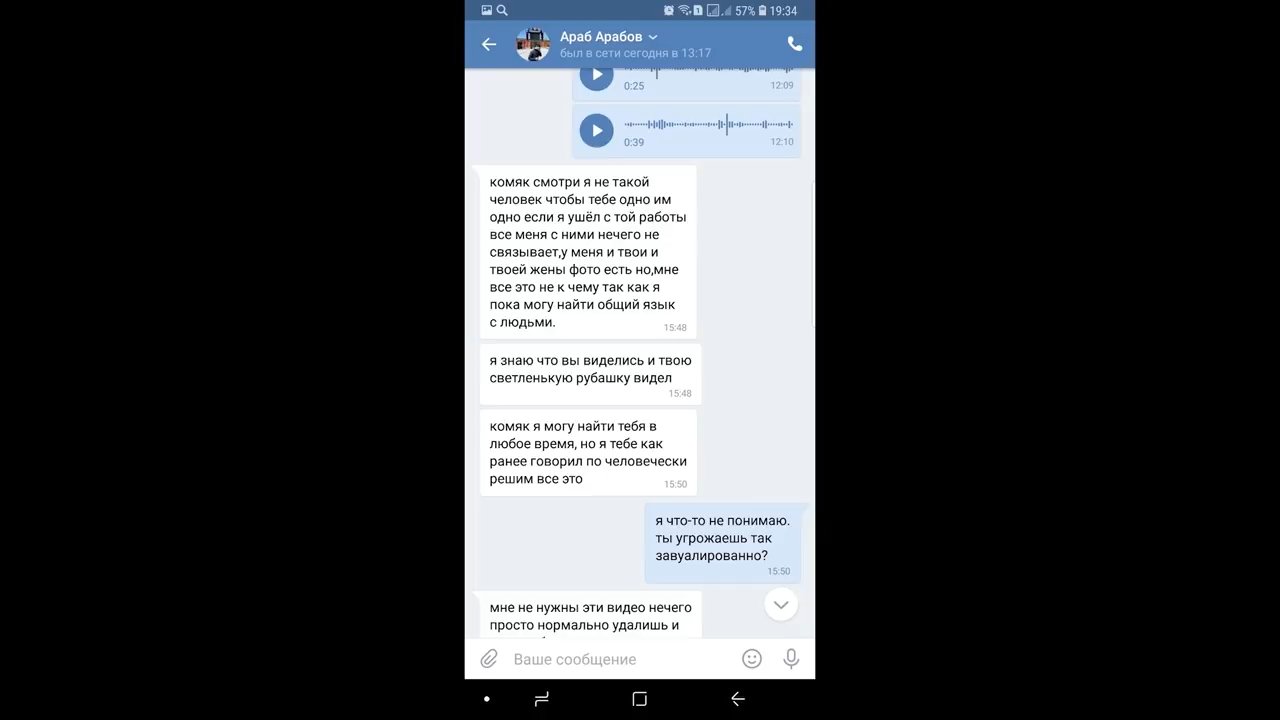 57% 19:34
Араб Арабов
был в сети сегодня в 13:17
0:25 12:09
0:39 12:10
комяк смотри я не такой
человек чтобы тебе одно им
одно если я ушёл с той работы
все меня с ними нечего не
связывает,у меня и твои и
твоей жены фото есть но,мне
все это не к чему так как я
пока могу найти общий язык
с людьми.
15:48
я знаю что вы виделись и твою
светленькую рубашку видел
15:48
комяк я могу найти тебя в
любое время, но я тебе как
ранее говорил по человечески
решим все это
15:50
я что-то не понимаю.
ты угрожаешь так
завуалированно?
15:50
мне не нужны эти видео нечего
просто нормально удалишь и
Ваше сообщение